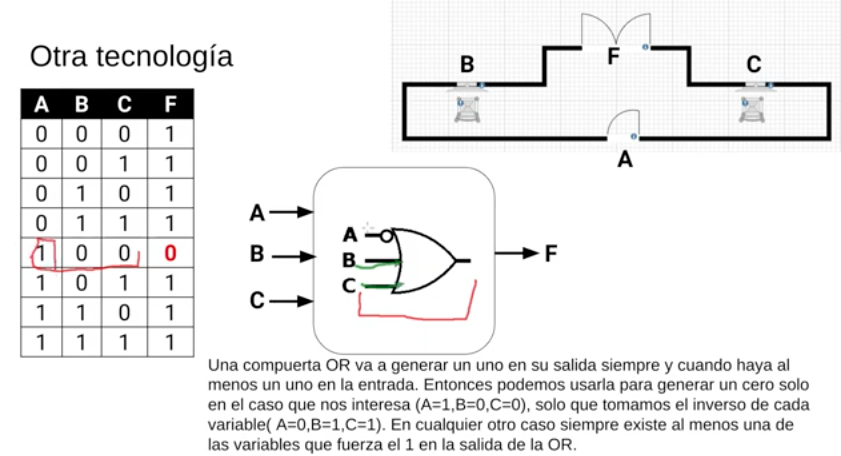 Otra tecnología
A B C F
0 0 0 1
0 0 1 1
0 1 0 1
0 1 1 1
1 0 0 0
1 0 1 1
1 1 0 1
1 1 1 1
B
F
C
A
A
B
C
A
B
C
F
Una compuerta OR va a generar un uno en su salida siempre y cuando haya al
menos un uno en la entrada. Entonces podemos usarla para generar un cero solo
en el caso que nos interesa (A=1,B=0,C=0), solo que tomamos el inverso de cada
variable( A=0,B=1,C=1). En cualquier otro caso siempre existe al menos una de
las variables que fuerza el 1 en la salida de la OR.